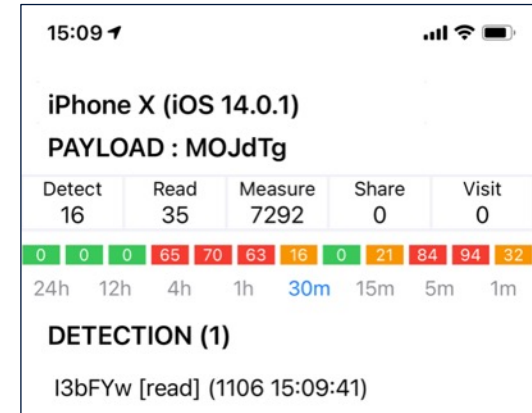 15:09
iPhone X (iOS 14.0.1)
PAYLOAD : MOJdTg
Detect Read Measure Share Visit
16 35 7292 0 0
0 0 0 65 70 63 16 0 21 84 94 32
24h 12h 4h 1h 30m 15m 5m 1m
DETECTION (1)
I3bFYw [read] (1106 15:09:41)